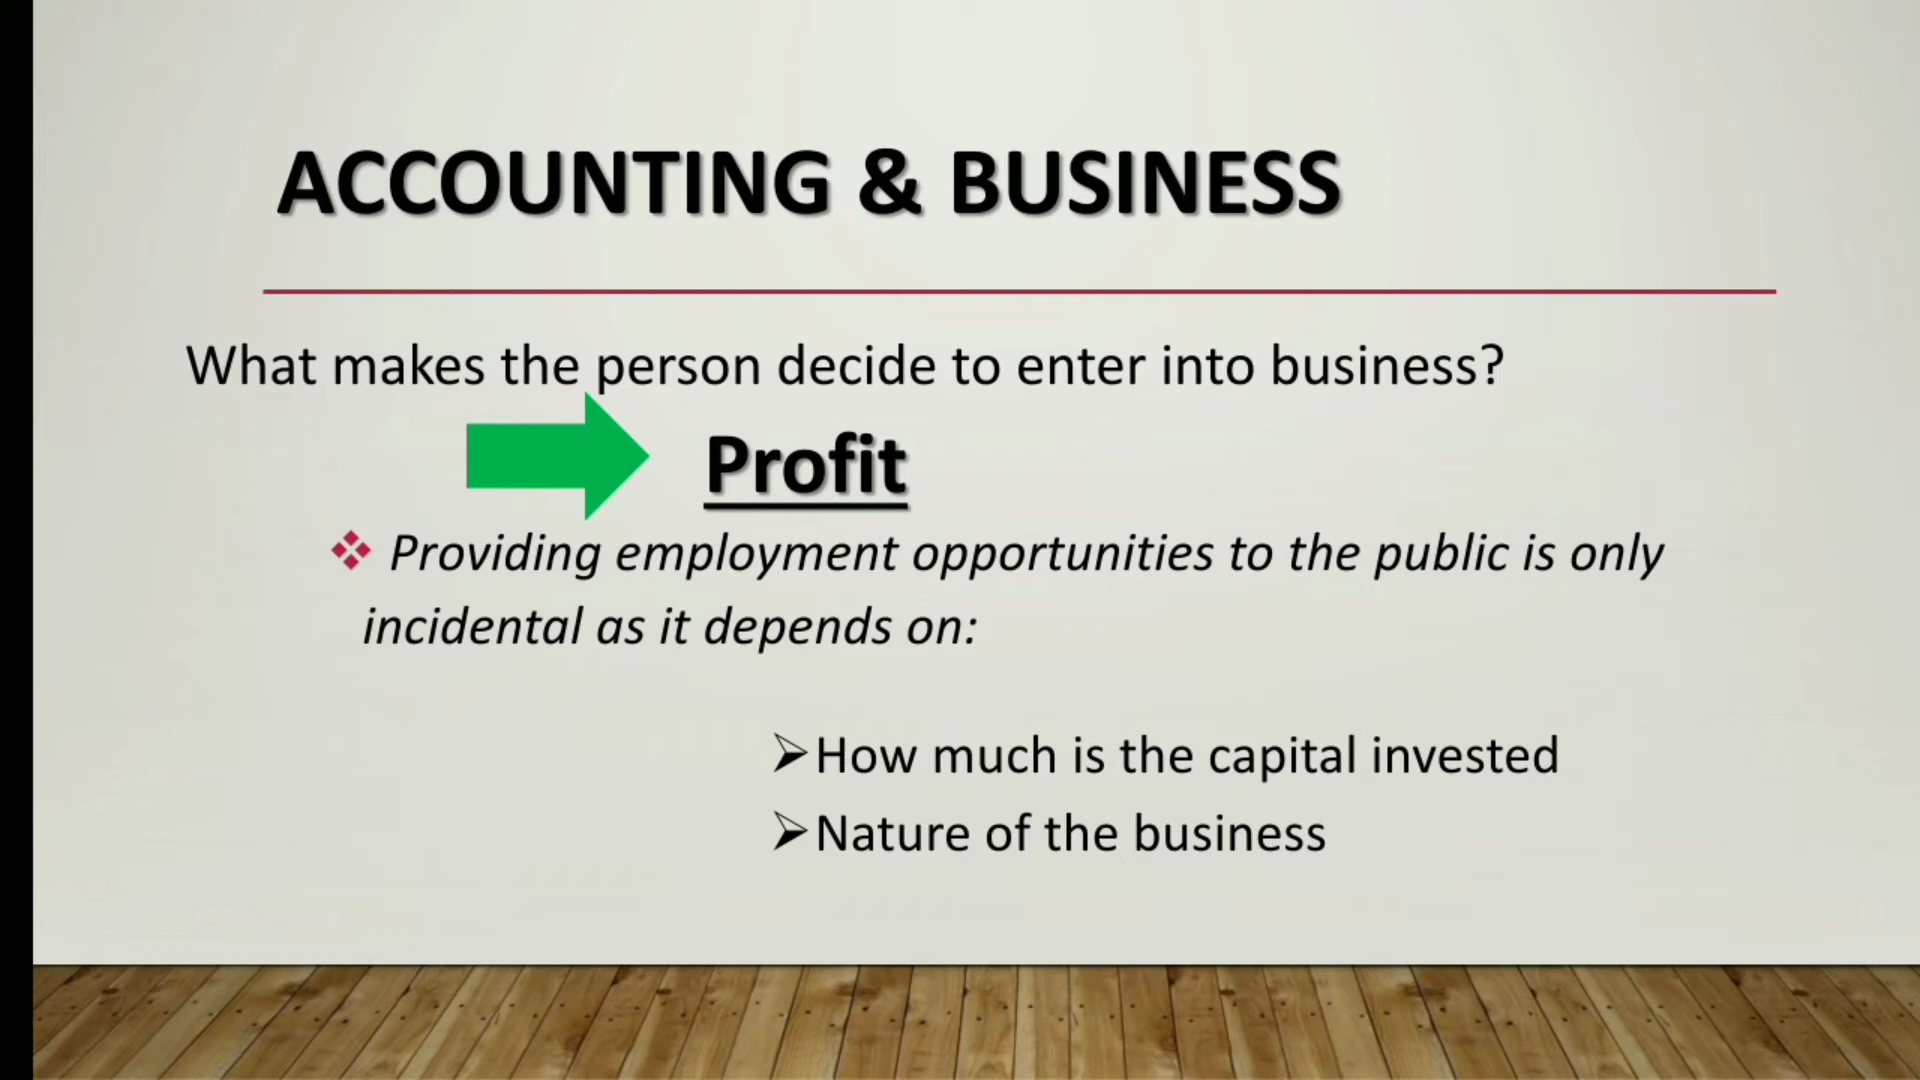 ACCOUNTING & BUSINESS
What makes the person decide to enter into business?
Profit
Providing employment opportunities to the public is only
incidental as it depends on:
How much is the capital invested
Nature of the business